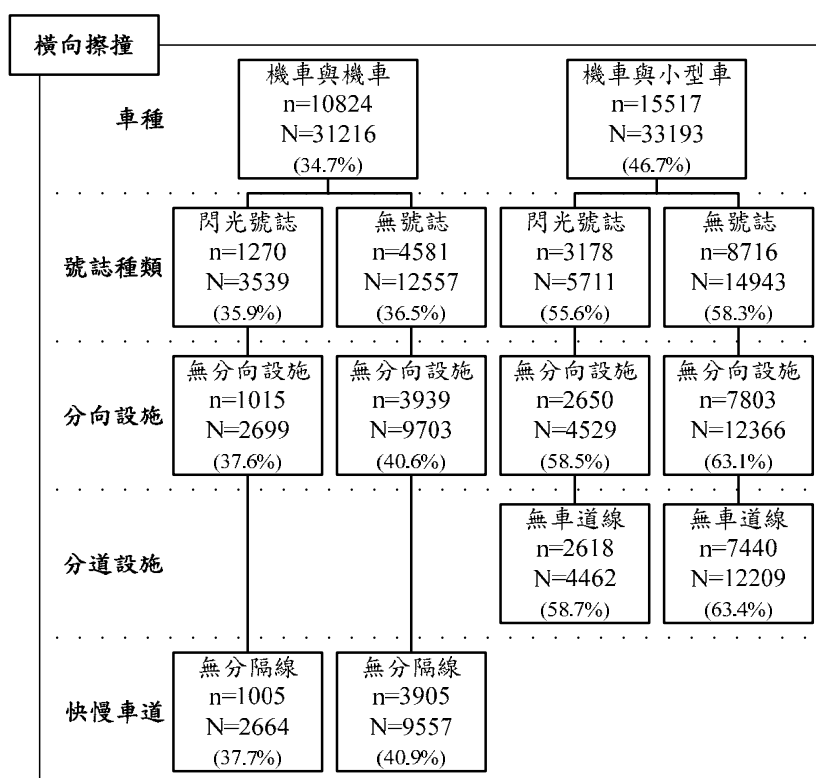 橫向擦撞
車種
機車與機車
n=10824
N=31216
(34.7%)
機車與小型車
n=15517
N=33193
(46.7%)
號誌種類
閃光號誌
n=1270
N=3539
(35.9%)
無號誌
n=4581
N=12557
(36.5%)
閃光號誌
n=3178
N=5711
(55.6%)
無號誌
n=8716
N=14943
(58.3%)
分向設施
無分向設施
n=1015
N=2699
(37.6%)
無分向設施
n=3939
N=9703
(40.6%)
無分向設施
n=2650
N=4529
(58.5%)
無分向設施
n=7803
N=12366
(63.1%)
分道設施
無車道線
n=2618
N=4462
(58.7%)
無車道線
n=7440
N=12209
(63.4%)
快慢車道
無分隔線
n=1005
N=2664
(37.7%)
無分隔線
n=3905
N=9557
(40.9%)